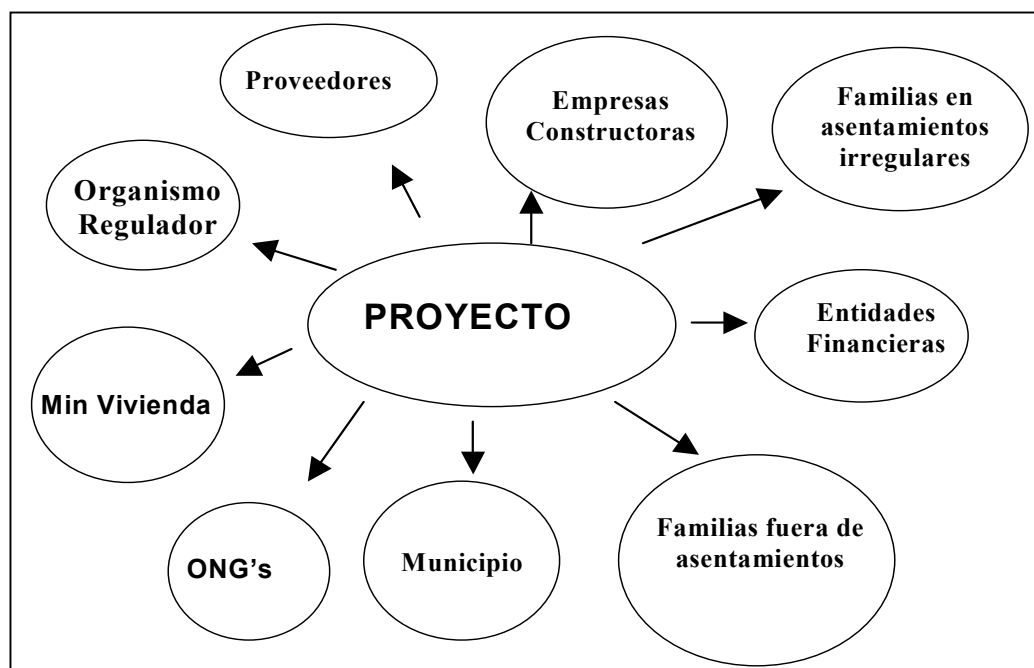 Proveedores
Empresas
Constructoras
Familias en
asentamientos
irregulares
Organismo
Regulador
PROYECTO
Entidades
Financieras
Min Vivienda
ONG’s
Municipio
Familias fuera de
asentamientos